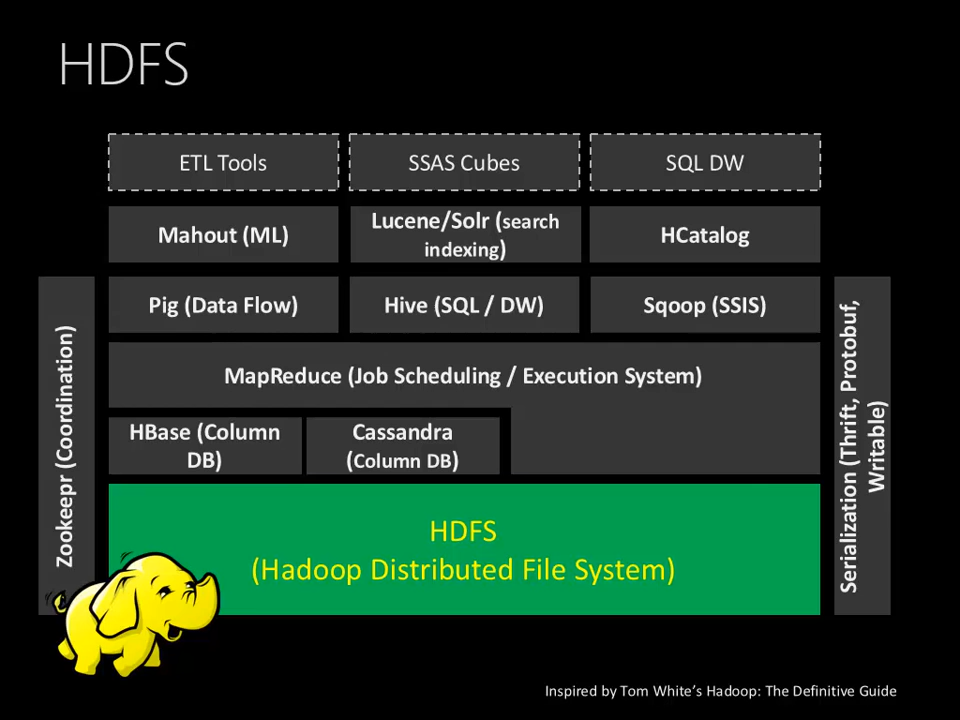 HDFS
ETL Tools
SSAS Cubes
SQL DW
Mahout (ML)
Lucene/Solr (search
indexing)
HCatalog
Pig (Data Flow)
Hive (SQL / DW)
Sqoop (SSIS)
MapReduce (Job Scheduling / Execution System)
HBase (Column
DB)
Cassandra
(Column DB)
HDFS
(Hadoop Distributed File System)
Zookeepr (Coordination)
Serialization (Thrift, Protobuf,
Writable)
Inspired by Tom White's Hadoop: The Definitive Guide